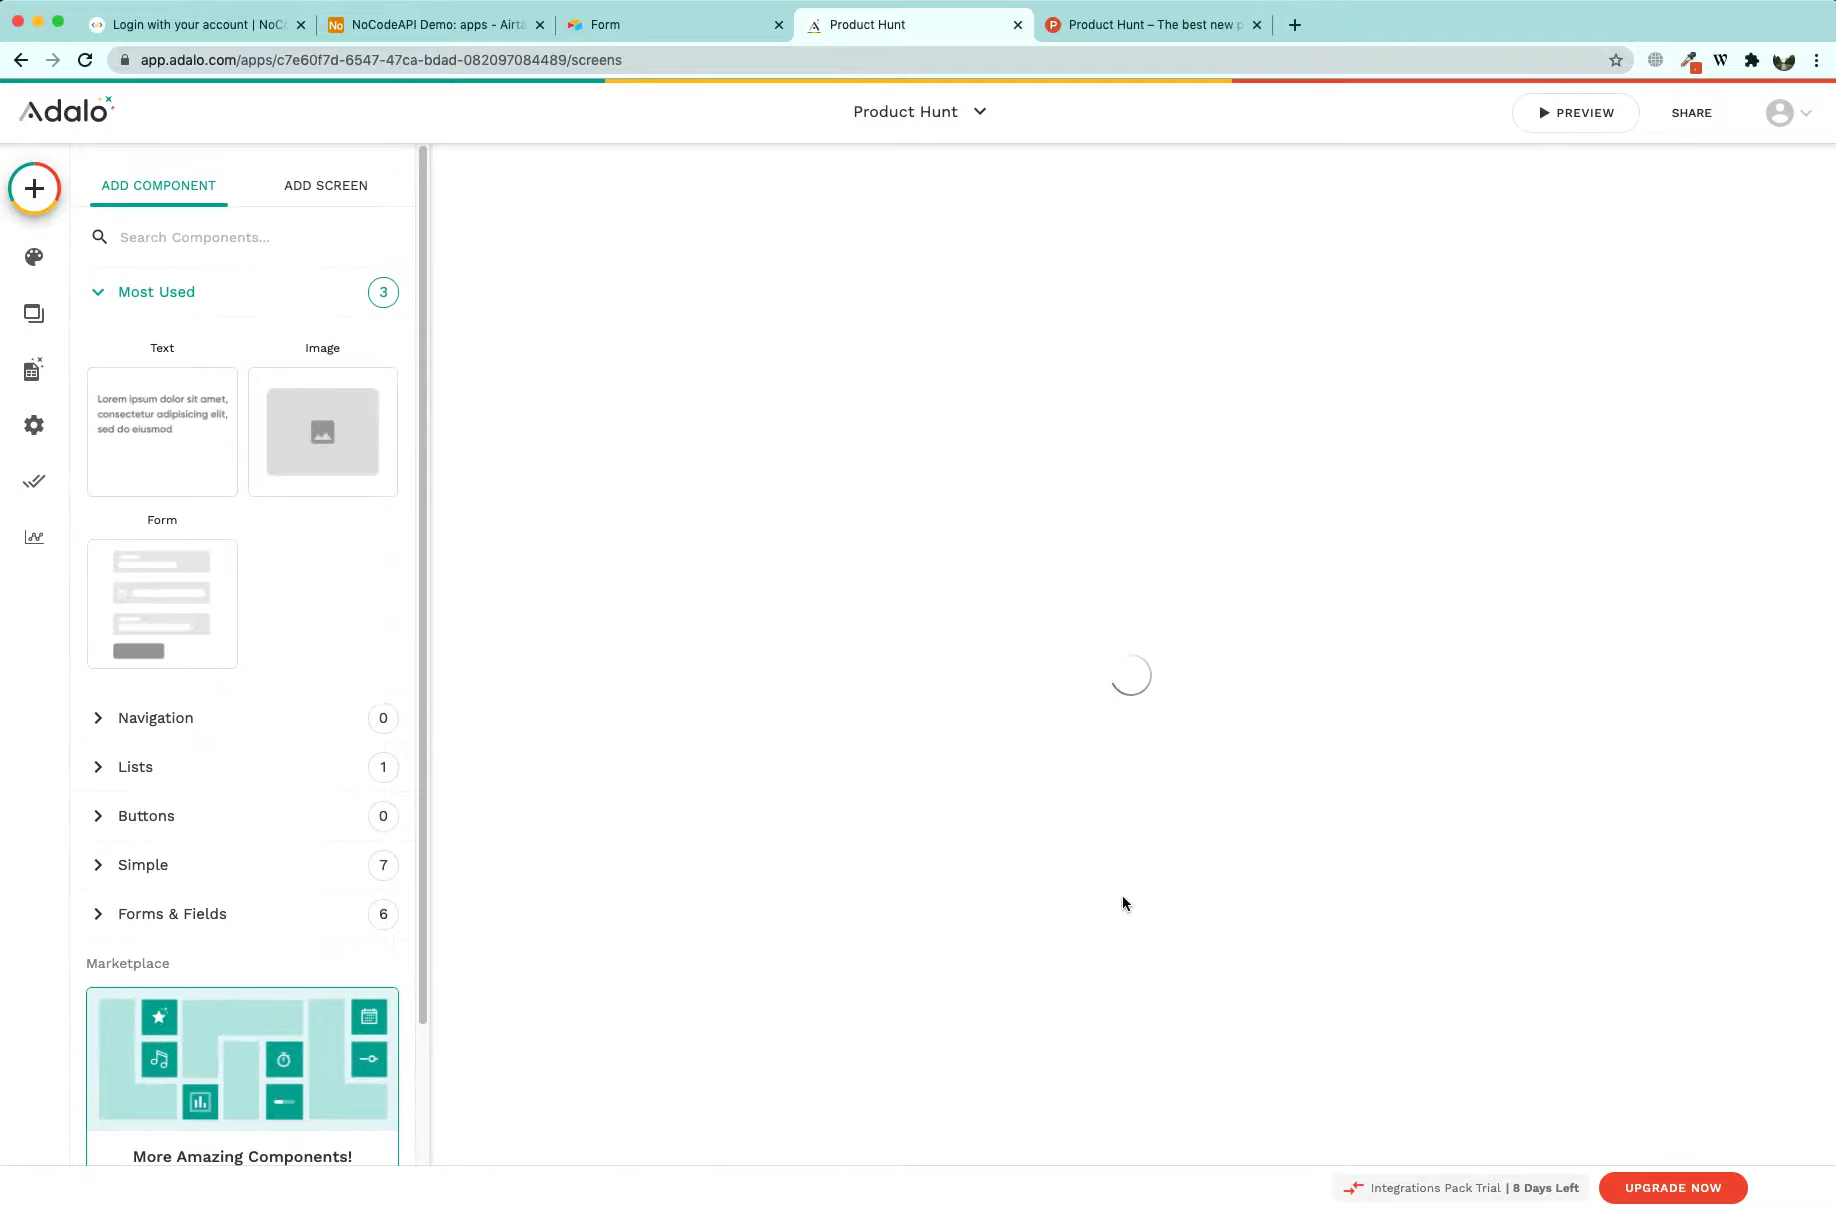 Login with your account | NoC
NoCodeAPI Demo: apps - Airta
Form
Product Hunt
Product Hunt – The best new p
app.adalo.com/apps/c7e60f7d-6547-47ca-bdad-082097084489/screens
Adalo
Product Hunt
PREVIEW
SHARE
ADD COMPONENT
ADD SCREEN
Search Components...
Most Used
3
Text
Image
Lorem ipsum dolor sit amet,
consectetur adipisicing elit,
sed do eiusmod
Form
Navigation
0
Lists
1
Buttons
0
Simple
7
Forms & Fields
6
Marketplace
More Amazing Components!
Integrations Pack Trial | 8 Days Left
UPGRADE NOW